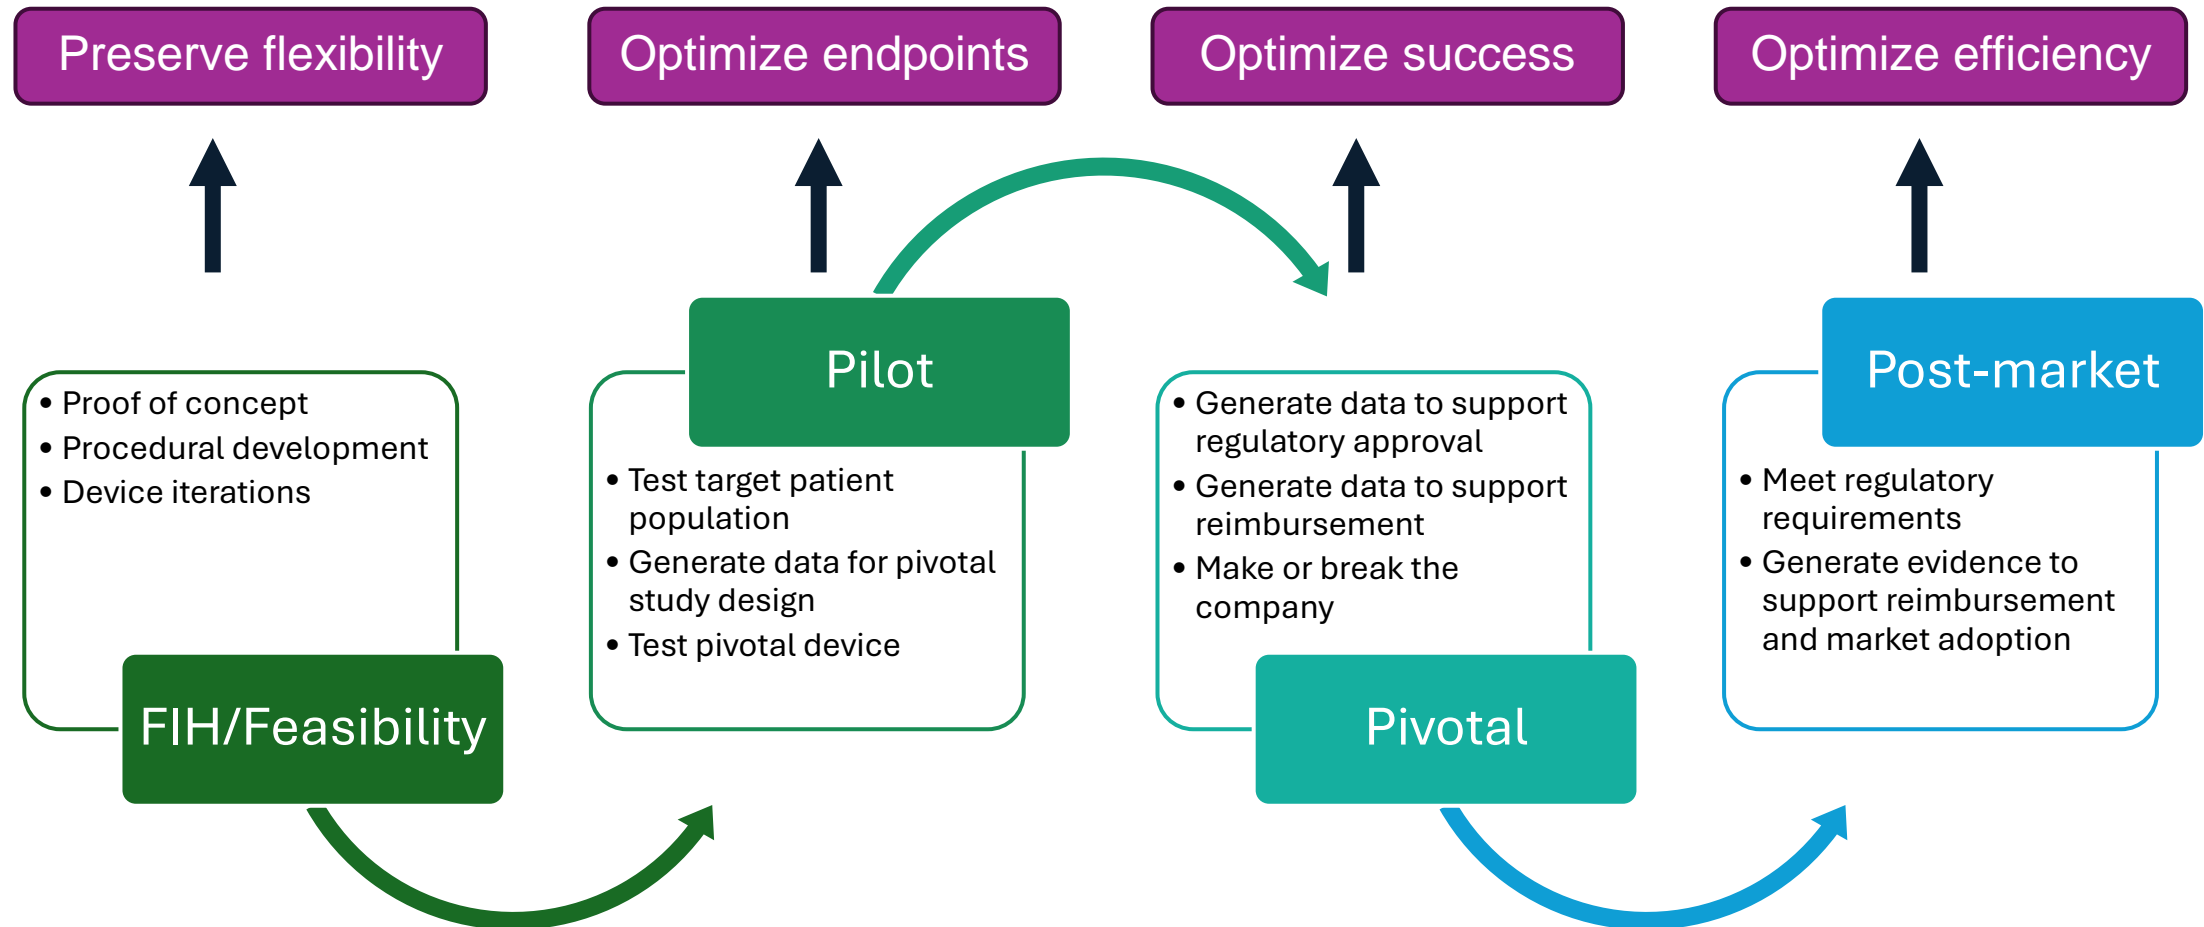 Preserve flexibility
Optimize endpoints
Optimize success
Optimize efficiency
• Proof of concept
• Procedural development
• Device iterations
FIH/Feasibility
Pilot
• Test target patient
population
• Generate data for pivotal
study design
• Test pivotal device
• Generate data to support
regulatory approval
• Generate data to support
reimbursement
• Make or break the
company
Pivotal
Post-market
• Meet regulatory
requirements
• Generate evidence to
support reimbursement
and market adoption